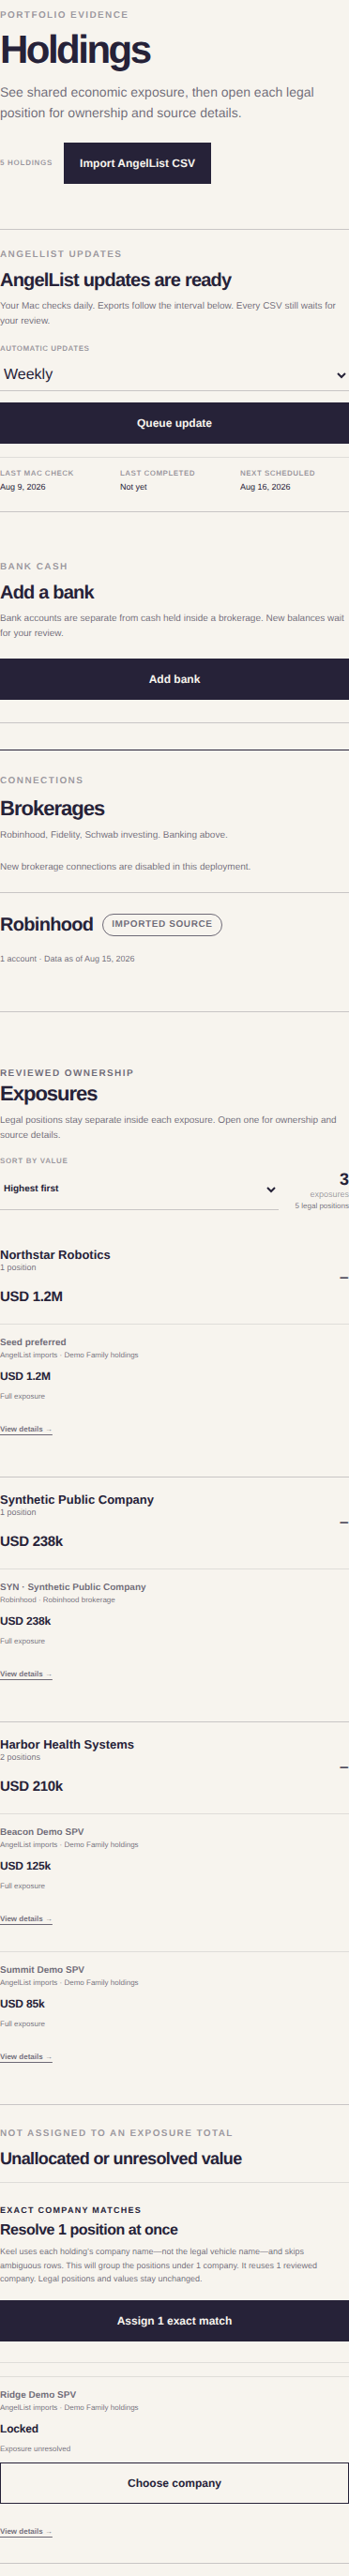 PORTFOLIO EVIDENCE
Holdings
See shared economic exposure, then open each legal
position for ownership and source details.
5 HOLDINGS
Import AngelList CSV
ANGELLIST UPDATES
AngelList updates are ready
Your Mac checks daily. Exports follow the interval below. Every CSV still waits for
your review.
AUTOMATIC UPDATES
Weekly
Queue update
LAST MAC CHECK LAST COMPLETED NEXT SCHEDULED
Aug 9, 2026 Not yet Aug 16, 2026
BANK CASH
Add a bank
Bank accounts are separate from cash held inside a brokerage. New balances wait
for your review.
Add bank
CONNECTIONS
Brokerages
Robinhood, Fidelity, Schwab investing. Banking above.
New brokerage connections are disabled in this deployment.
Robinhood IMPORTED SOURCE
1 account · Data as of Aug 15, 2026
REVIEWED OWNERSHIP
Exposures
Legal positions stay separate inside each exposure. Open one for ownership and
source details.
SORT BY VALUE
Highest first
3
exposures
5 legal positions
Northstar Robotics
1 position
–
USD 1.2M
Seed preferred
AngelList imports · Demo Family holdings
USD 1.2M
Full exposure
View details →
Synthetic Public Company
1 position
–
USD 238k
SYN · Synthetic Public Company
Robinhood · Robinhood brokerage
USD 238k
Full exposure
View details →
Harbor Health Systems
2 positions
–
USD 210k
Beacon Demo SPV
AngelList imports · Demo Family holdings
USD 125k
Full exposure
View details →
Summit Demo SPV
AngelList imports · Demo Family holdings
USD 85k
Full exposure
View details →
NOT ASSIGNED TO AN EXPOSURE TOTAL
Unallocated or unresolved value
EXACT COMPANY MATCHES
Resolve 1 position at once
Keel uses each holding's company name—not the legal vehicle name—and skips
ambiguous rows. This will group the positions under 1 company. It reuses 1 reviewed
company. Legal positions and values stay unchanged.
Assign 1 exact match
Ridge Demo SPV
AngelList imports · Demo Family holdings
Locked
Exposure unresolved
Choose company
View details →